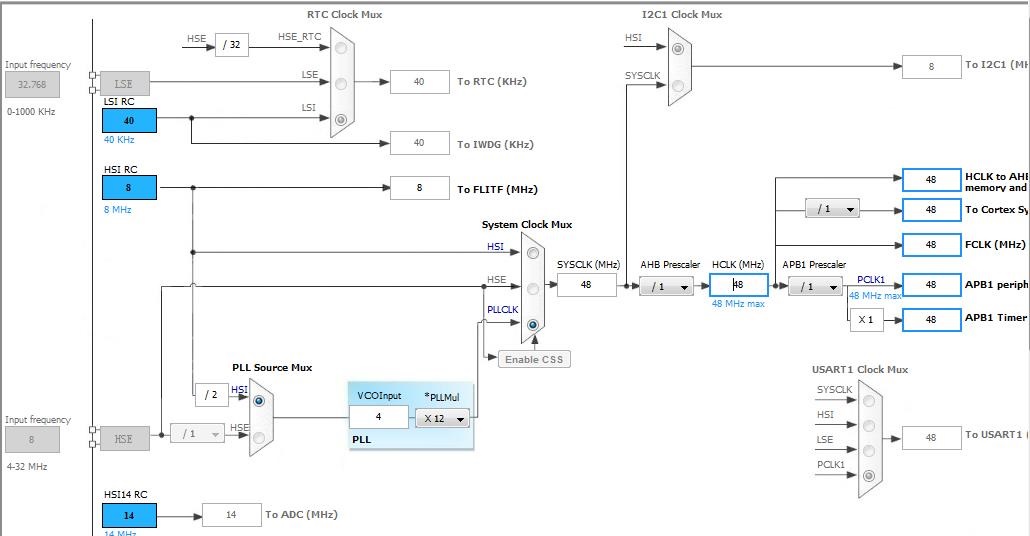 RTC Clock Mux
I2C1 Clock Mux
HSE
/ 32
HSE_RTC
HSI
Input frequency
32.768
0-1000 KHz
LSE
LSE
40
To RTC (KHz)
SYSCLK
8
To I2C1 (MH
LSI RC
40
40 KHz
LSI
40
To IWDG (KHz)
HSI RC
8
8 MHz
8
To FLITF (MHz)
System Clock Mux
HSI
HSE
PLLCLK
SYSCLK (MHz)
48
AHB Prescaler
/ 1
HCLK (MHz)
48
48 MHz max
APB1 Prescaler
/ 1
48
HCLK to AHB
memory and
/ 1
48
To Cortex Sy
48
FCLK (MHz)
PCLK1
48 MHz max
48
APB1 periph
X 1
48
APB1 Timer
Enable CSS
PLL Source Mux
/ 2
HSI
VCOInput
4
*PLLMul
X 12
PLL
Input frequency
8
4-32 MHz
HSE
/ 1
HSE
USART1 Clock Mux
SYSCLK
HSI
LSE
PCLK1
48
To USART1
HSI14 RC
14
14 MHz
14
To ADC (MHz)